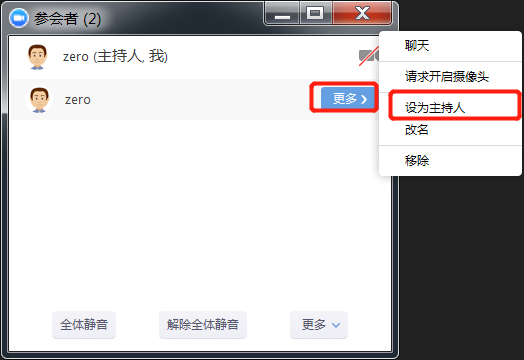 参会者 (2)
zero (主持人, 我)
zero
更多
聊天
请求开启摄像头
设为主持人
改名
移除
全体静音
解除全体静音
更多